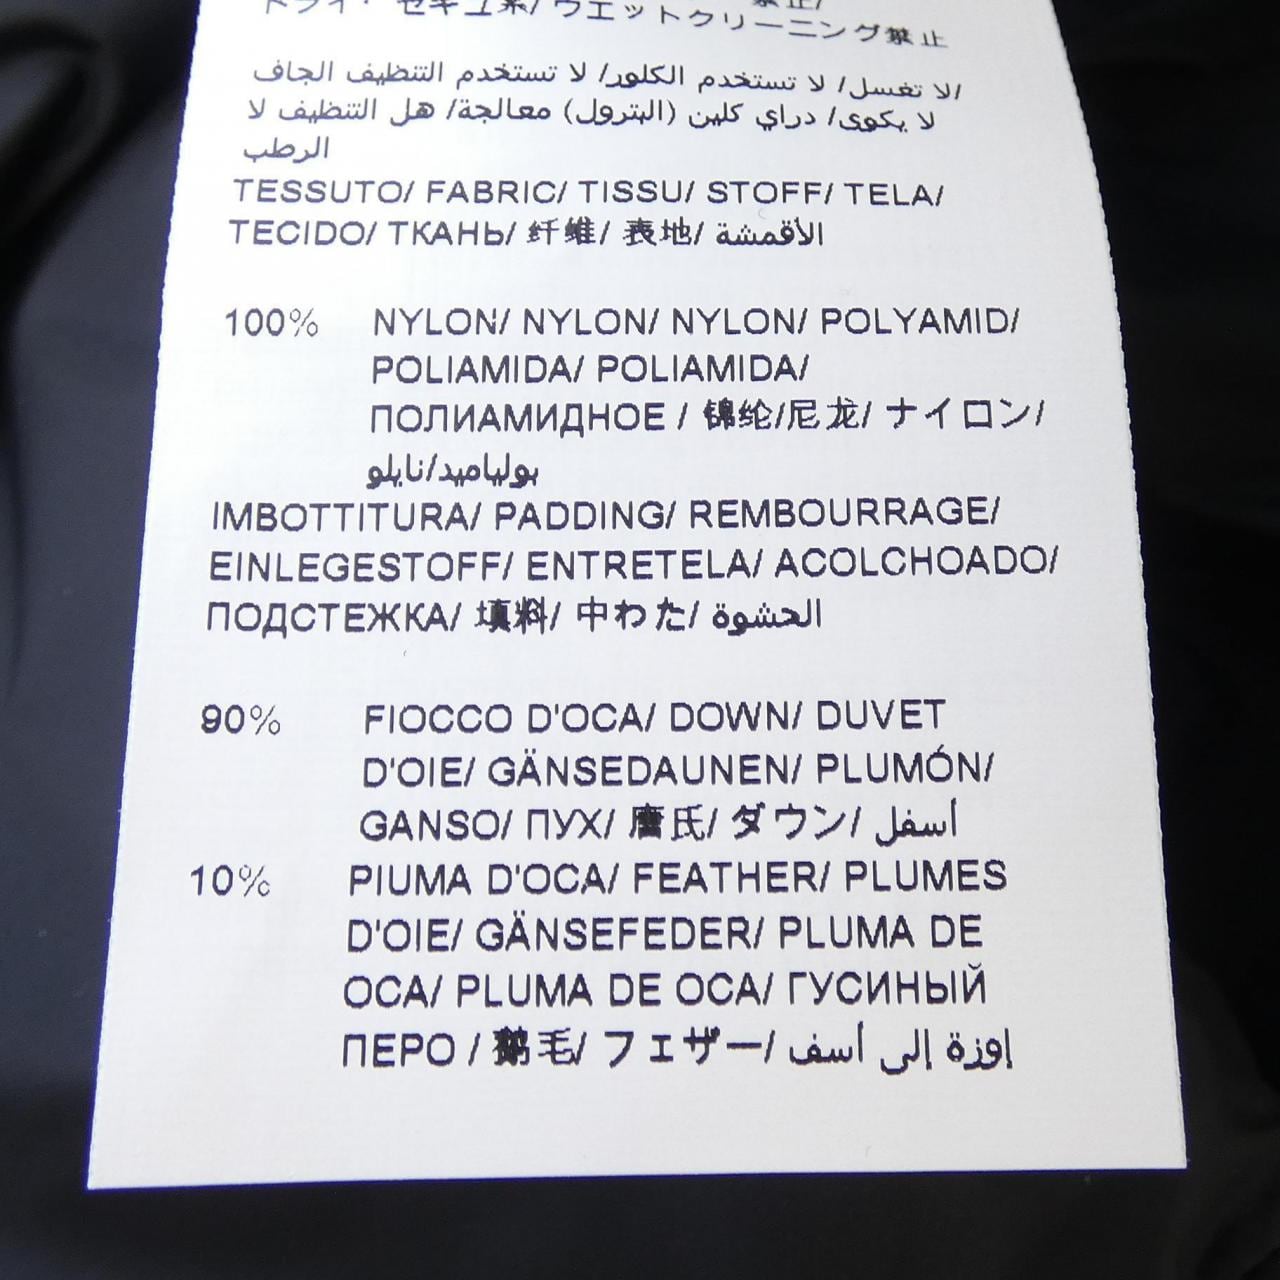 ドライ・セキユ系/ウエットクリーニング禁止
لا تغسل/ لا تستخدم الكلور/ لا تستخدم التنظيف الجاف/
لا يكوى/ دراي كلين (البترول) معالجة/ هل التنظيف لا
الرطب
TESSUTO/ FABRIC/ TISSU/ STOFF/ TELA/
TECIDO/ ТКАНЬ/ 纤维/ 表地/ الأقمشة
100% NYLON/ NYLON/ NYLON/ POLYAMID/
POLIAMIDA/ POLIAMIDA/
ПОЛИАМИДНОЕ / 锦纶/尼龙/ ナイロン/
بولياميد/نايلو
IMBOTTITURA/ PADDING/ REMBOURRAGE/
EINLEGESTOFF/ ENTRETELA/ ACOLCHOADO/
ПОДСТЕЖКА/ 填料/ 中わた/ الحشوة
90% FIOCCO D'OCA/ DOWN/ DUVET
D'OIE/ GÄNSEDAUNEN/ PLUMÓN/
GANSO/ ПУХ/ 唐氏/ ダウン/ أسفل
10% PIUMA D'OCA/ FEATHER/ PLUMES
D'OIE/ GÄNSEFEDER/ PLUMA DE
OCA/ PLUMA DE OCA/ ГУСИНЫЙ
ПЕРО / 鹅毛/ フェザー/ إوزة إلى أسف